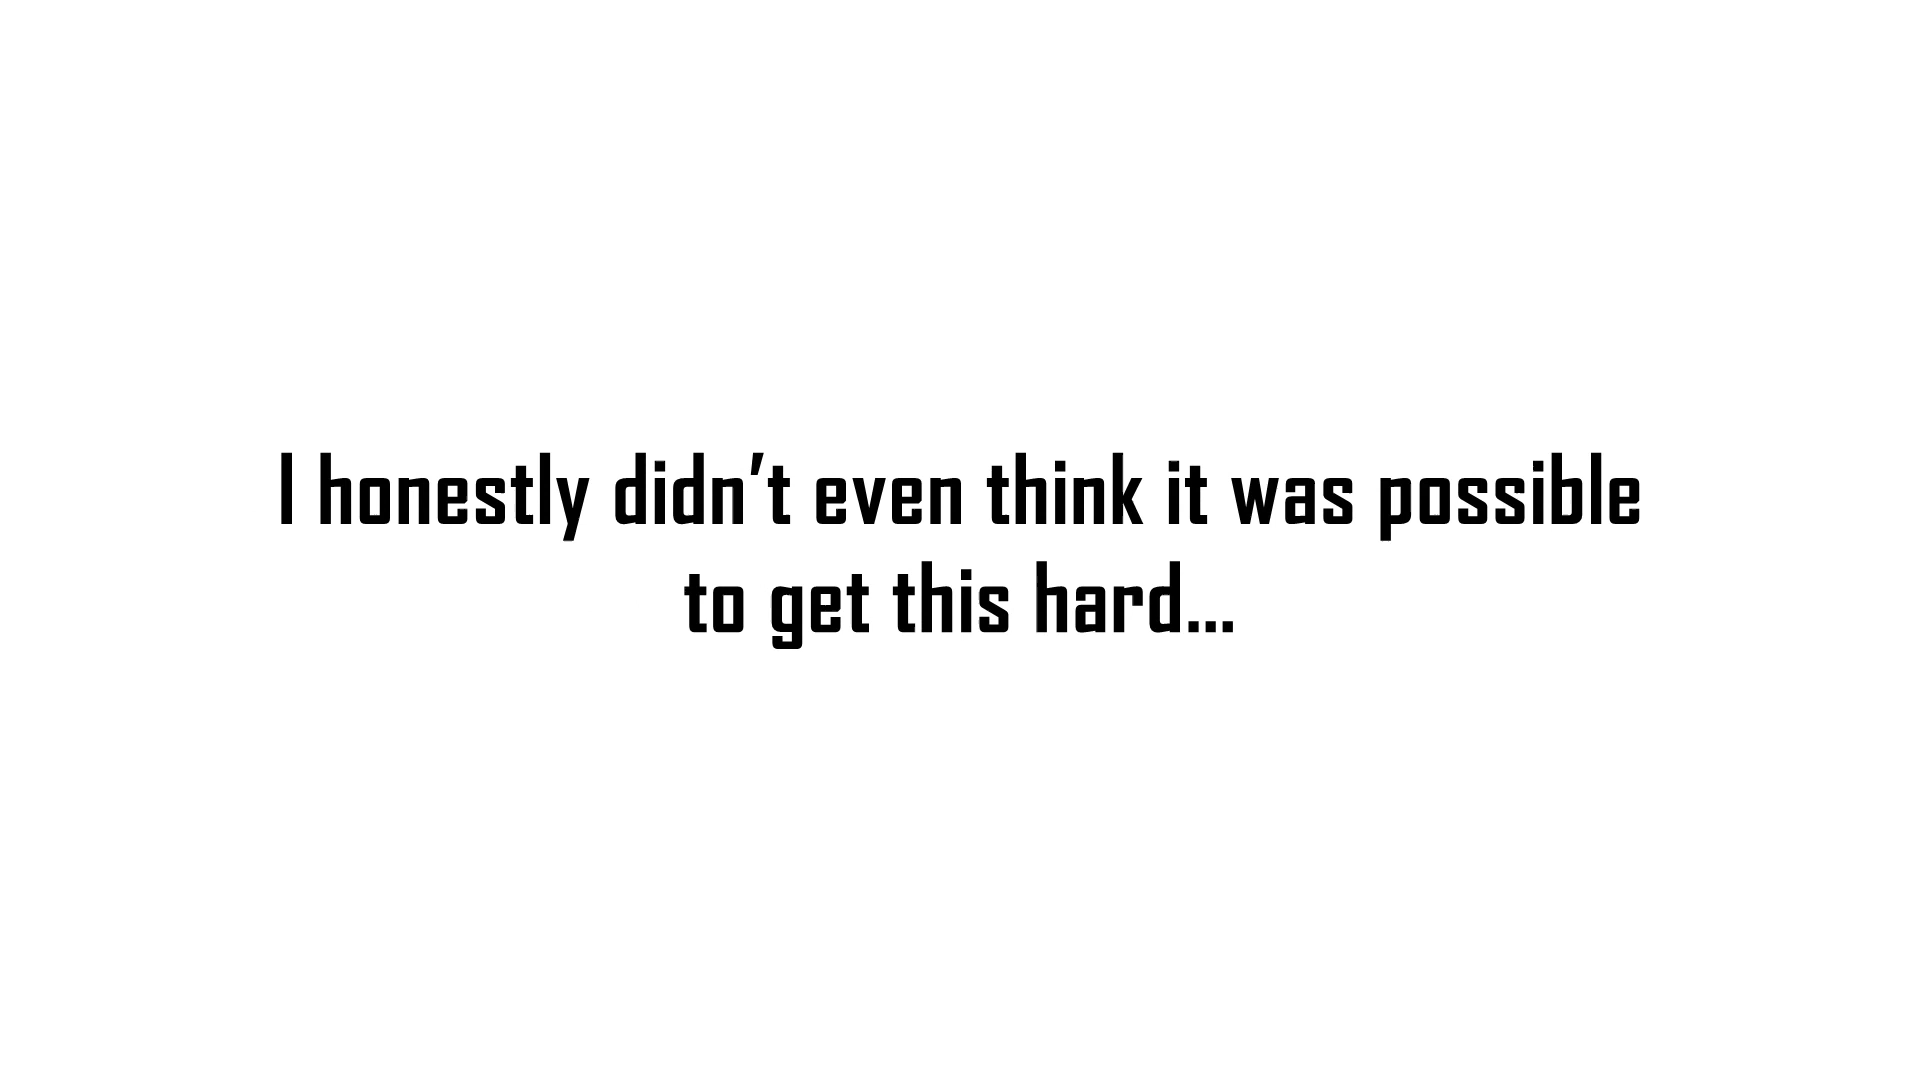 I honestly didn’t even think it was possible
to get this hard...